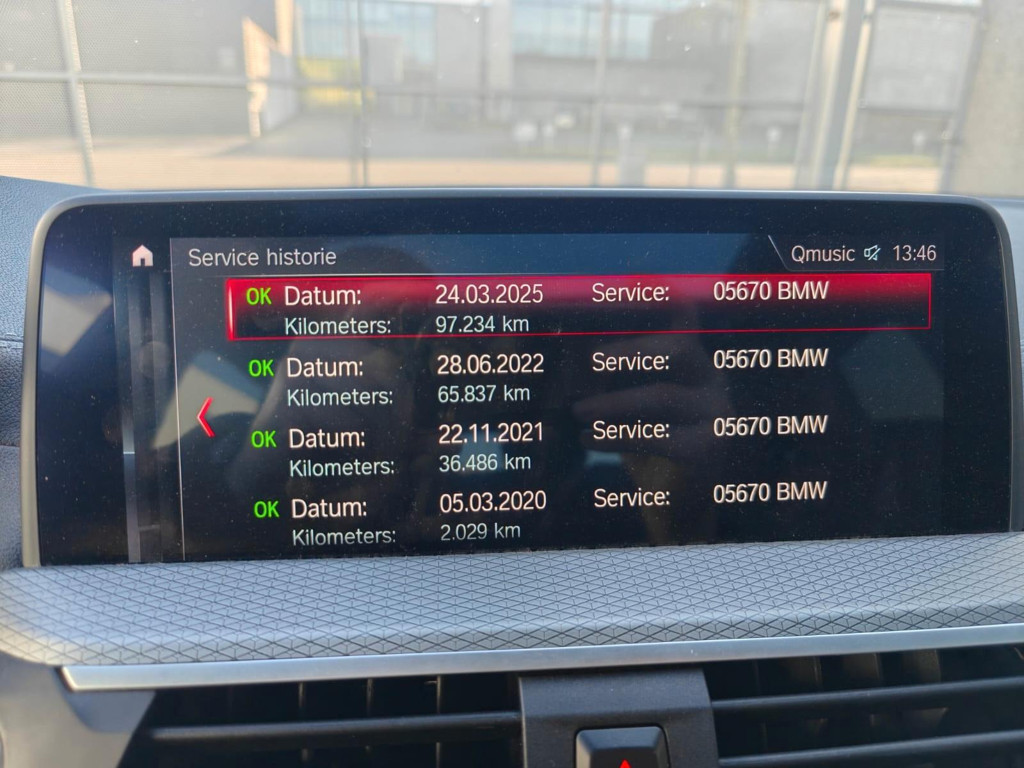 Service historie
Qmusic 13:46
OK Datum: 24.03.2025 Service: 05670 BMW
Kilometers: 97.234 km
OK Datum: 28.06.2022 Service: 05670 BMW
Kilometers: 65.837 km
OK Datum: 22.11.2021 Service: 05670 BMW
Kilometers: 36.486 km
OK Datum: 05.03.2020 Service: 05670 BMW
Kilometers: 2.029 km